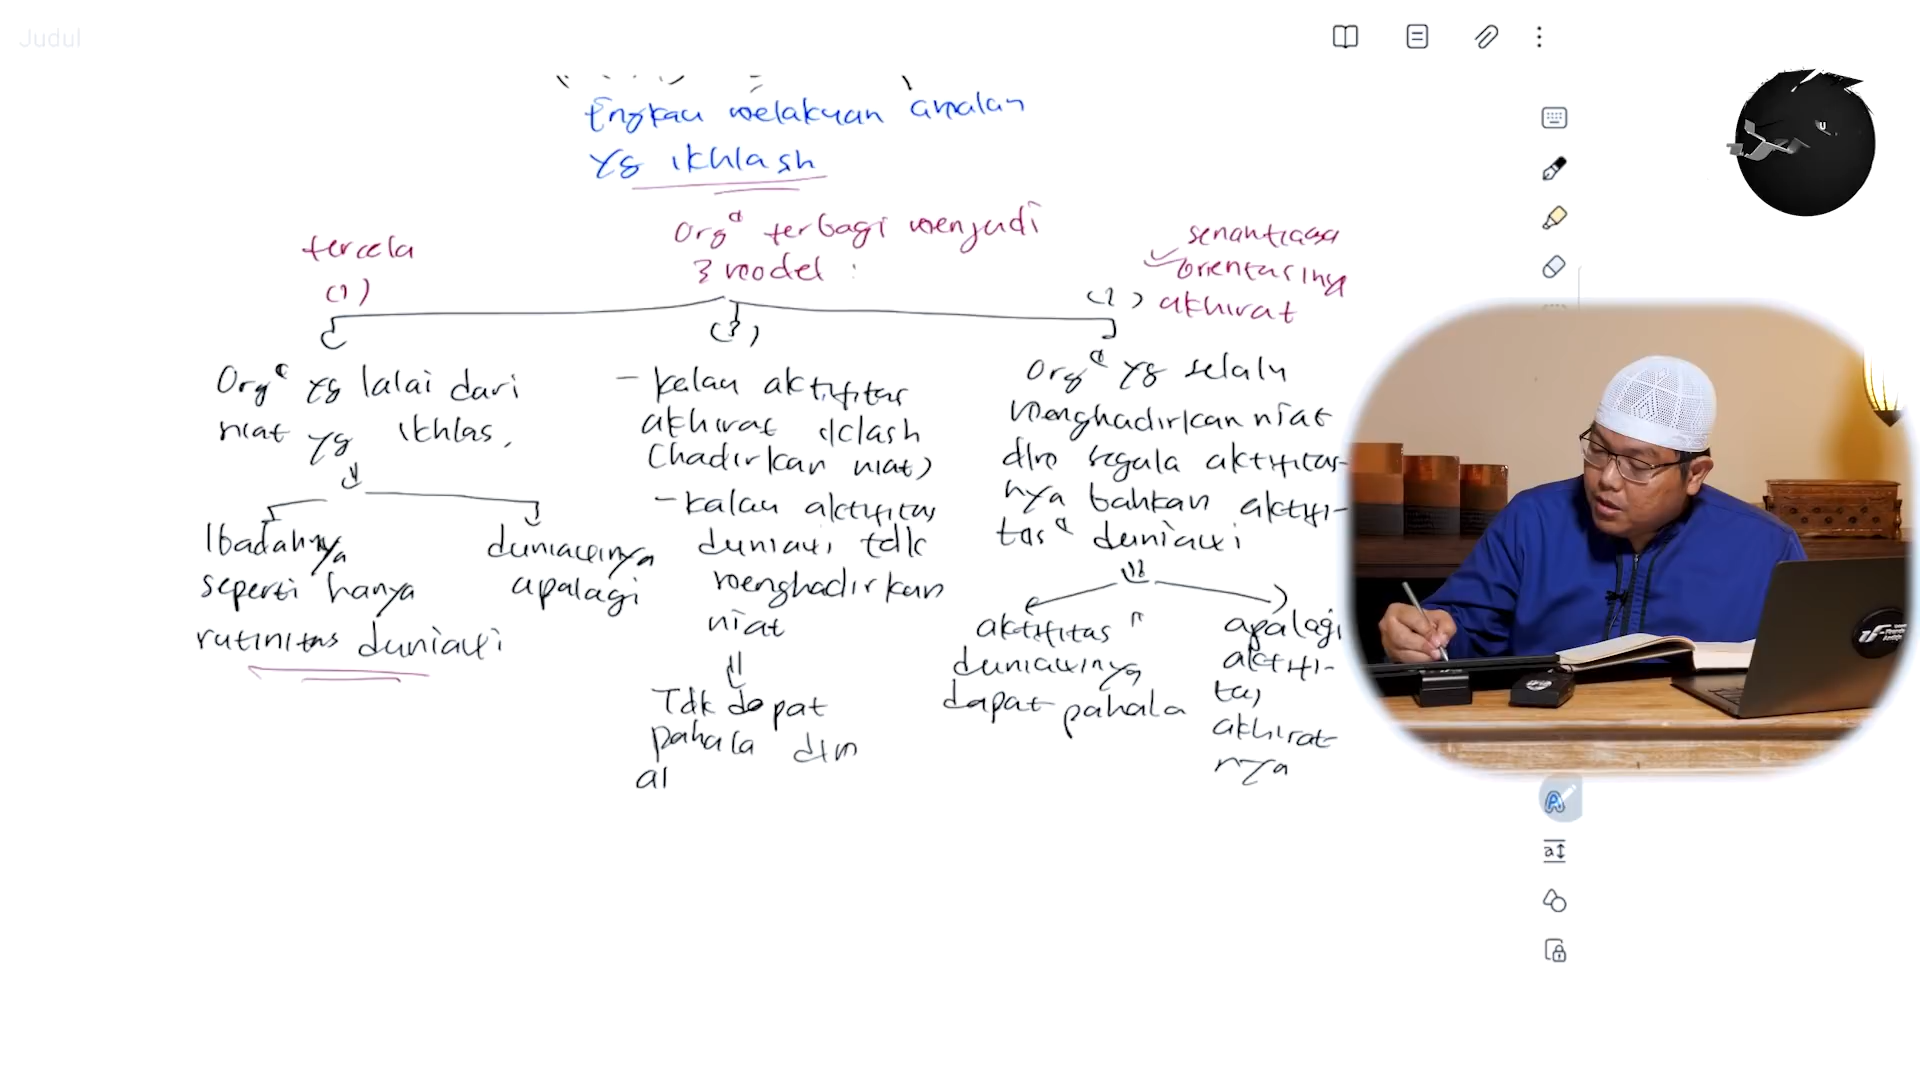 Judul
Engkau melakukan amalan
yg ikhlash
Org² terbagi menjadi
3 model :
tercela
(1)
(3)
(2)
senantiasa
orientasinya
akhirat
Org² yg lalai dari
niat yg ikhlas,
Ibadahnya
seperti hanya
rutinitas duniawi
duniawinya
apalagi
- kalau aktifitas
akhirat
(hadirkan niat)
- kalau aktifitas
duniawi tdk
menghadirkan
niat
Tdk dapat
pahala dlm
al
Org² yg selalu
menghadirkan niat
dlm segala aktifitas-
nya bahkan aktifi-
tas² duniawi
aktifitas"
duniawinya
dapat pahala
apalagi
aktifi-
tas
akhirat
nya